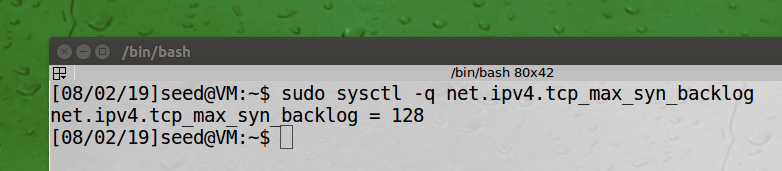 /bin/bash
/bin/bash 80x42
[08/02/19]seed@VM:~$ sudo sysctl -q net.ipv4.tcp_max_syn_backlog
net.ipv4.tcp_max_syn_backlog = 128
[08/02/19]seed@VM:~$